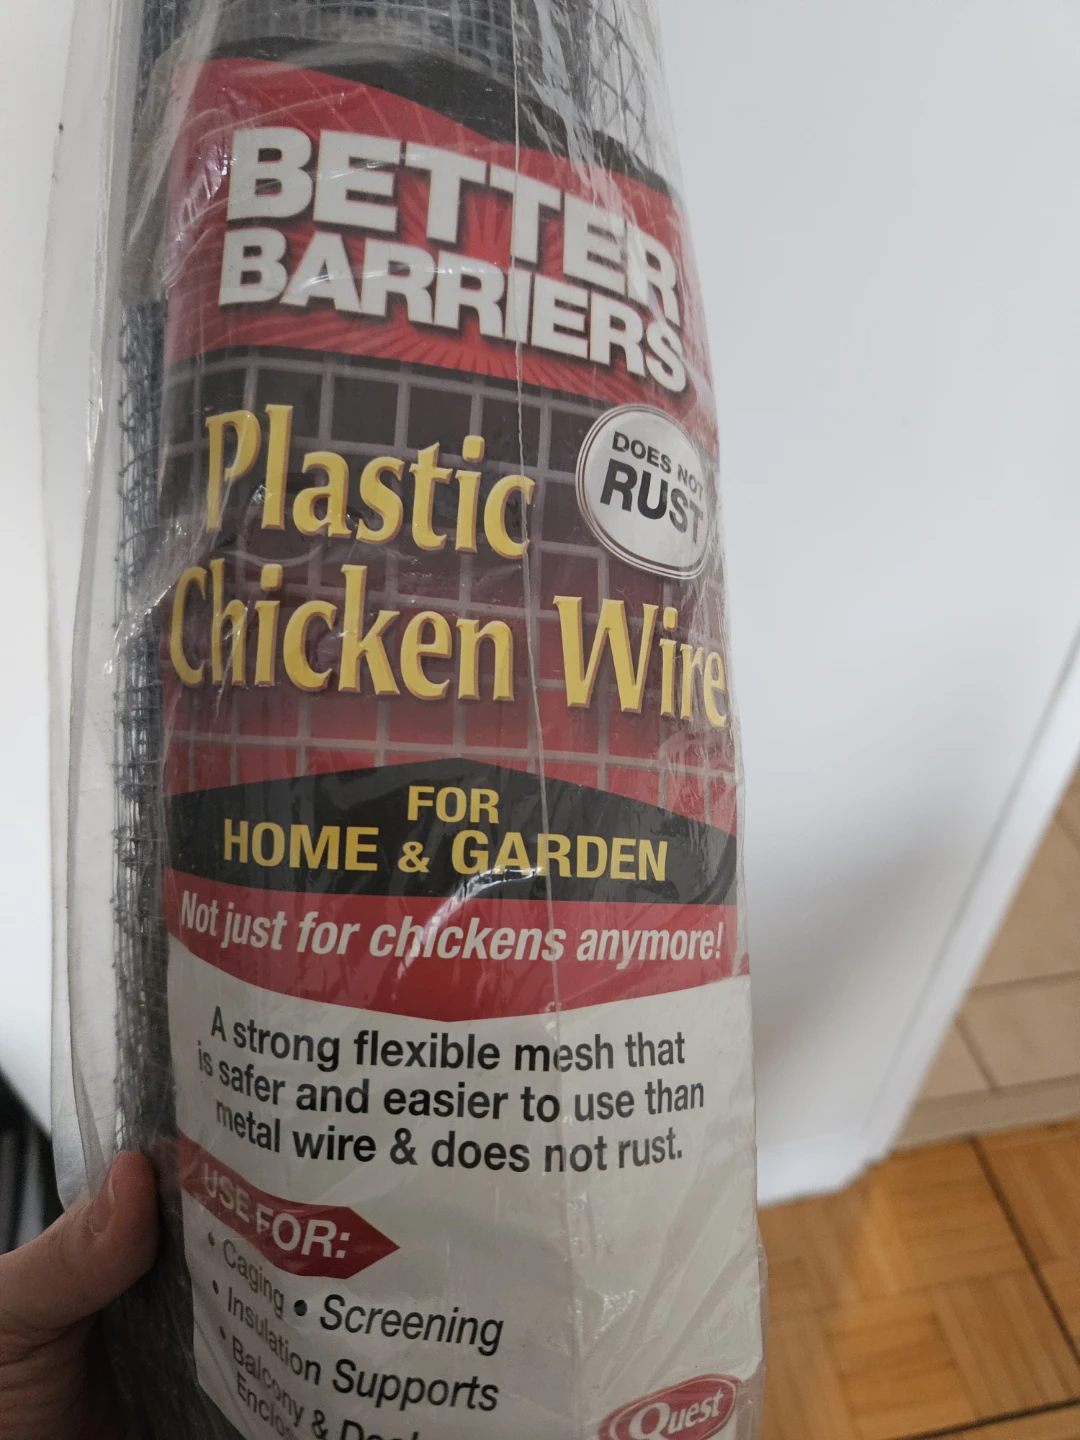 BETTER
BARRIERS
Plastic
DOES NOT
RUST
Chicken Wire
FOR
HOME & GARDEN
Not just for chickens anymore!
A strong flexible mesh that
is safer and easier to use than
metal wire & does not rust.
USE FOR:
• Caging • Screening
• Insulation Supports
• Balcony &
Quest